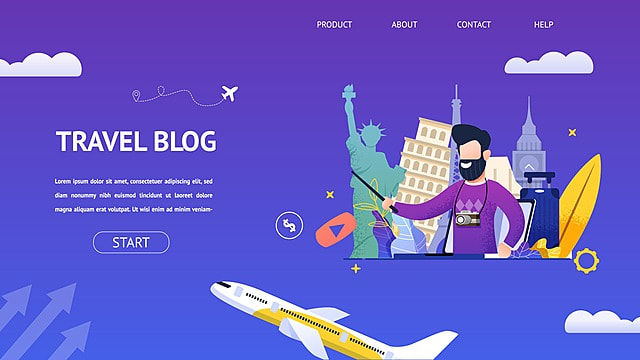 PRODUCT ABOUT CONTACT HELP
TRAVEL BLOG
Lorem ipsum dolor sit amet, consectetuer adipiscing elit, sed
diam nonummy nibh euismod tincidunt ut laoreet dolore
magna aliquam erat volutpat. Ut wisi enim ad minim veniam-
START